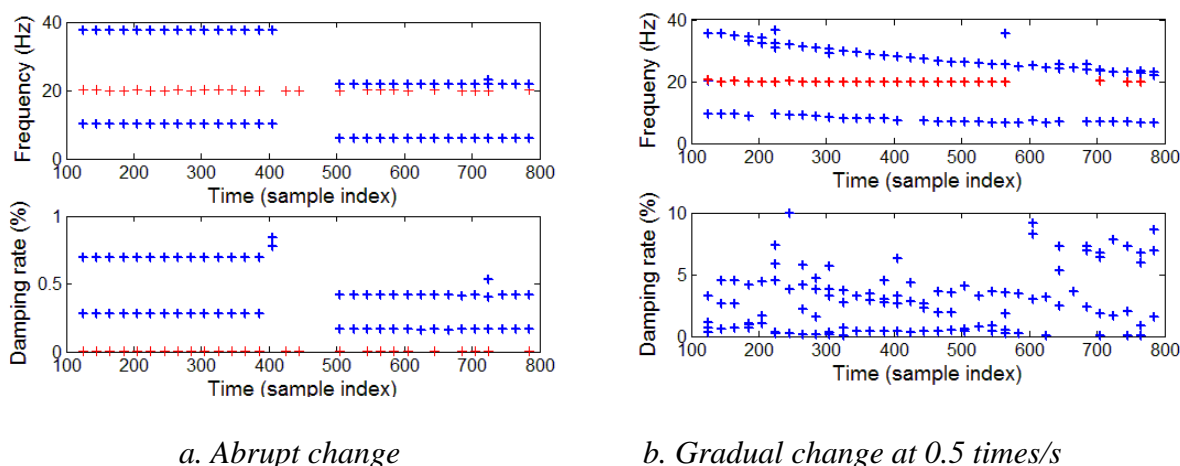 40
20
0
Frequency (Hz)
100 200 300 400 500 600 700 800
Time (sample index)
1
0.5
0
Damping rate (%)
100 200 300 400 500 600 700 800
Time (sample index)
a. Abrupt change
40
20
0
Frequeny (Hz)
100 200 300 400 500 600 700 800
Time (sample index)
10
5
0
Damping rate (%)
100 200 300 400 500 600 700 800
Time (sample index)
b. Gradual change at 0.5 times/s